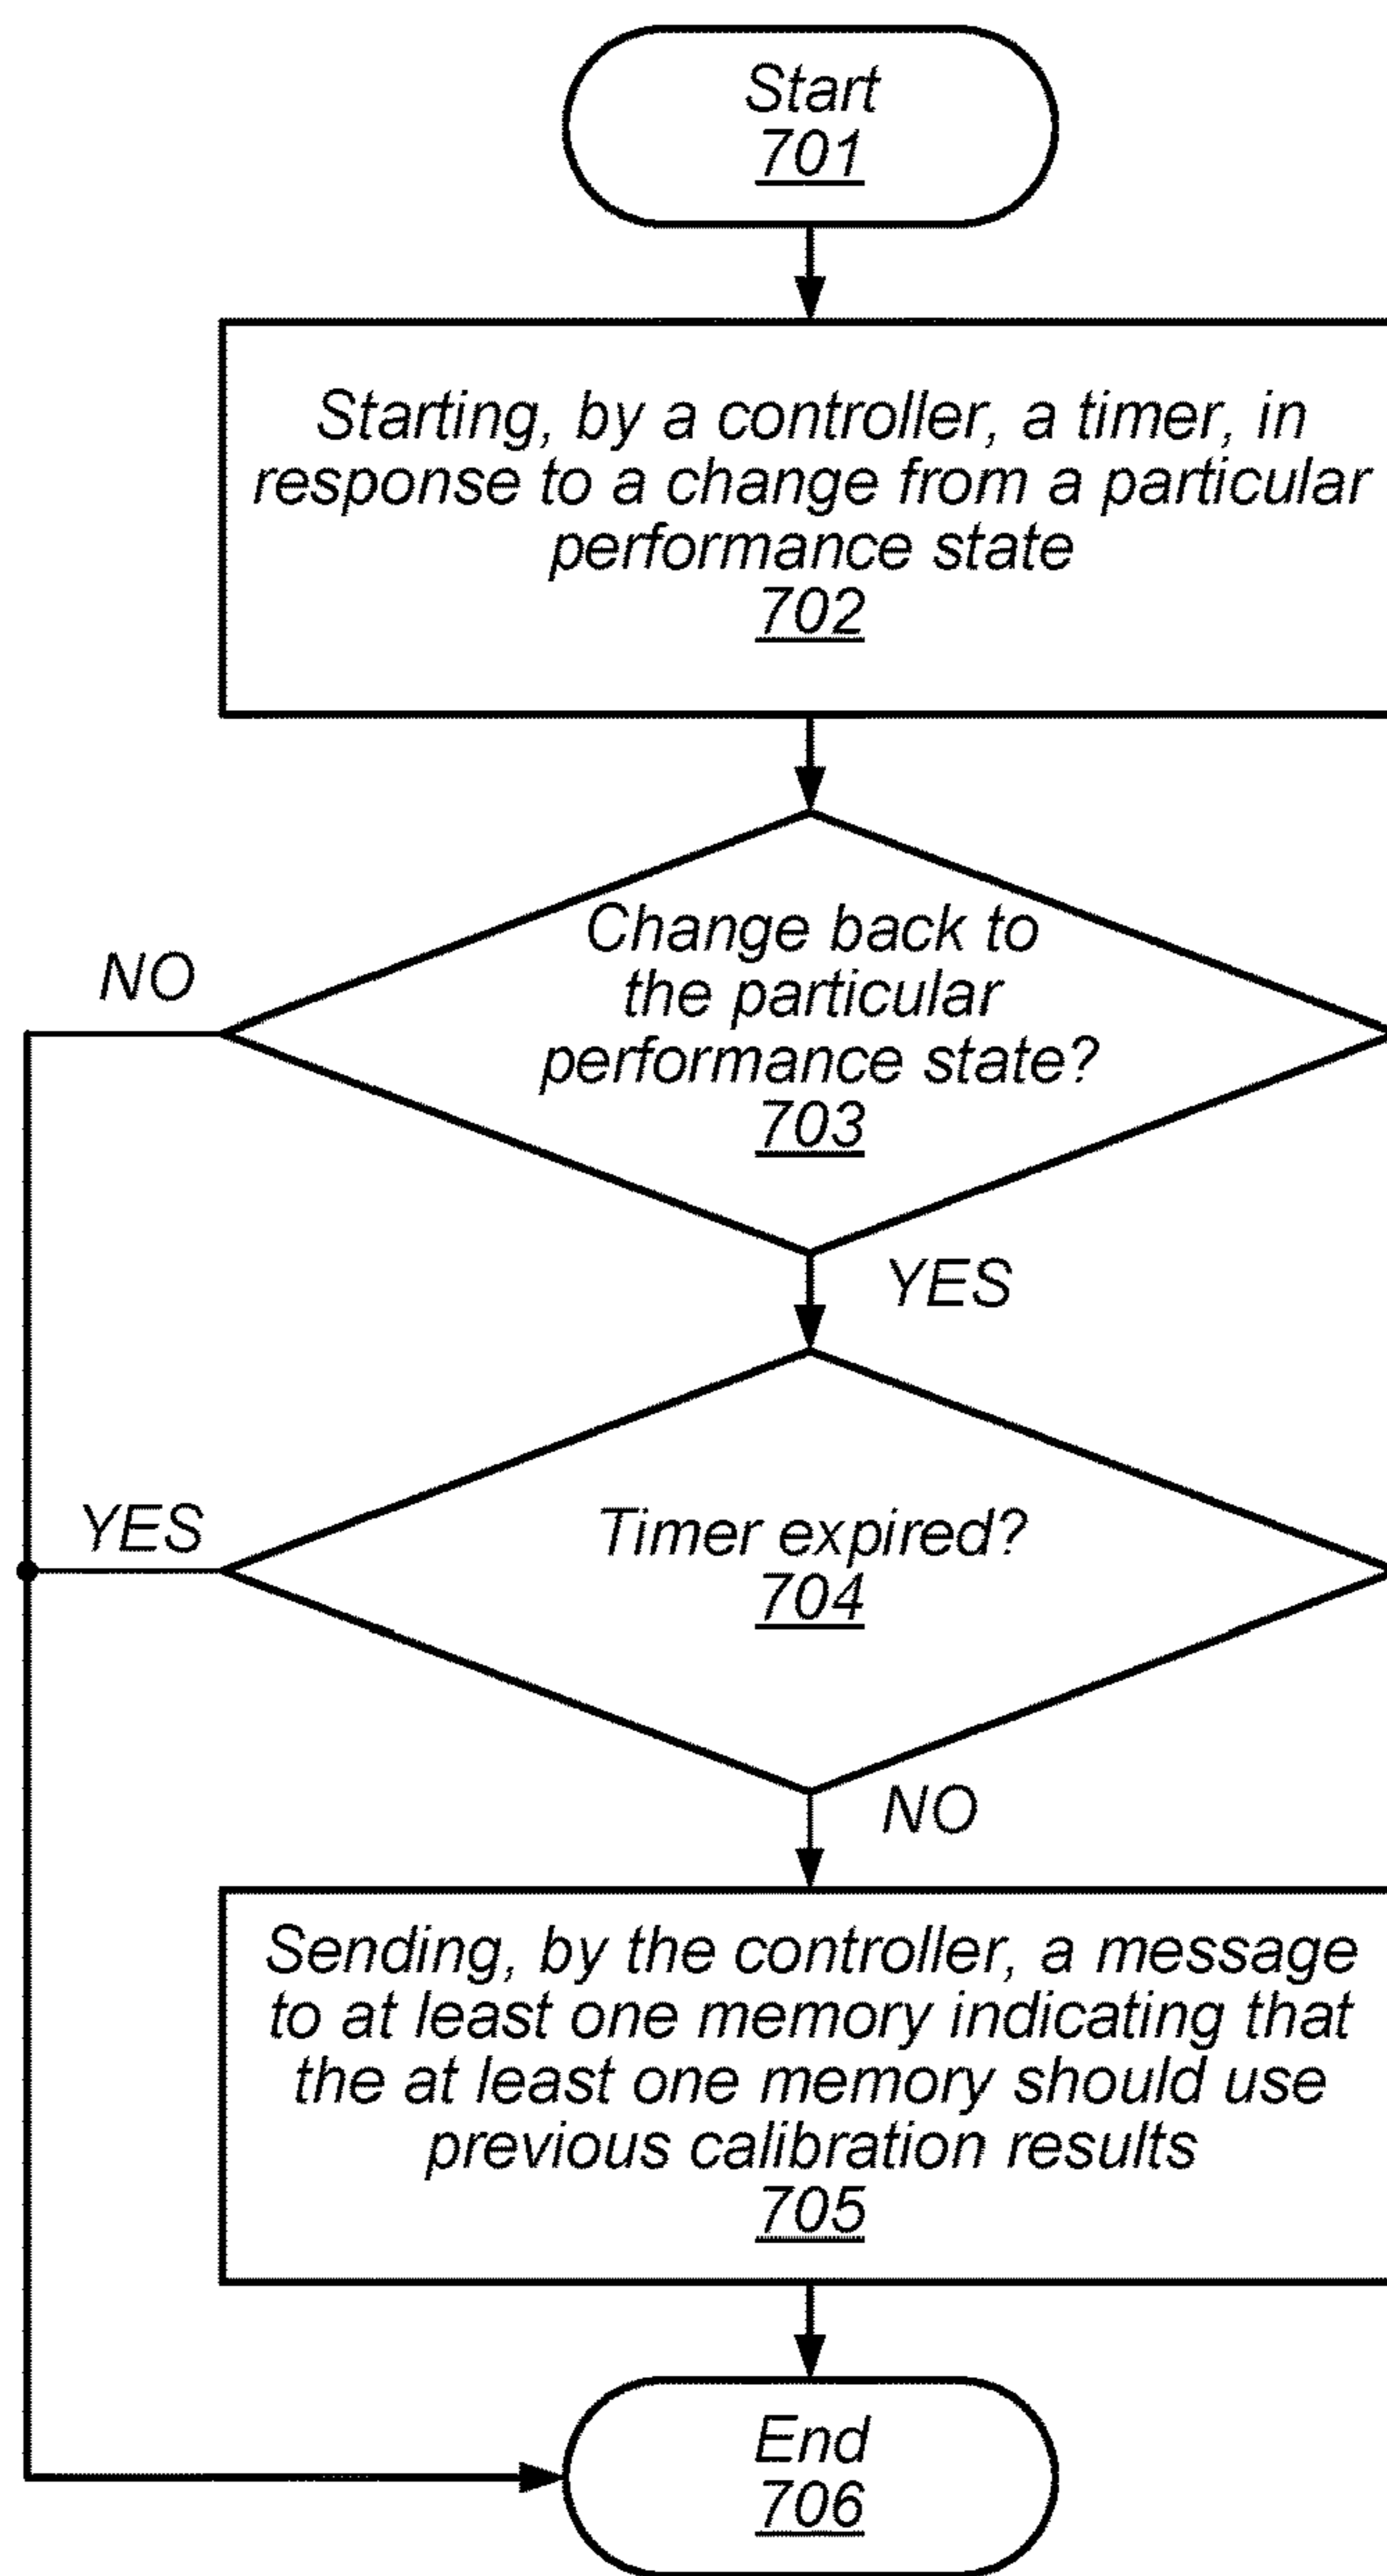 Start
701
Starting, by a controller, a timer, in
response to a change from a particular
performance state
702
Change back to
the particular
performance state?
703
NO
YES
Timer expired?
704
YES
NO
Sending, by the controller, a message
to at least one memory indicating that
the at least one memory should use
previous calibration results
705
End
706